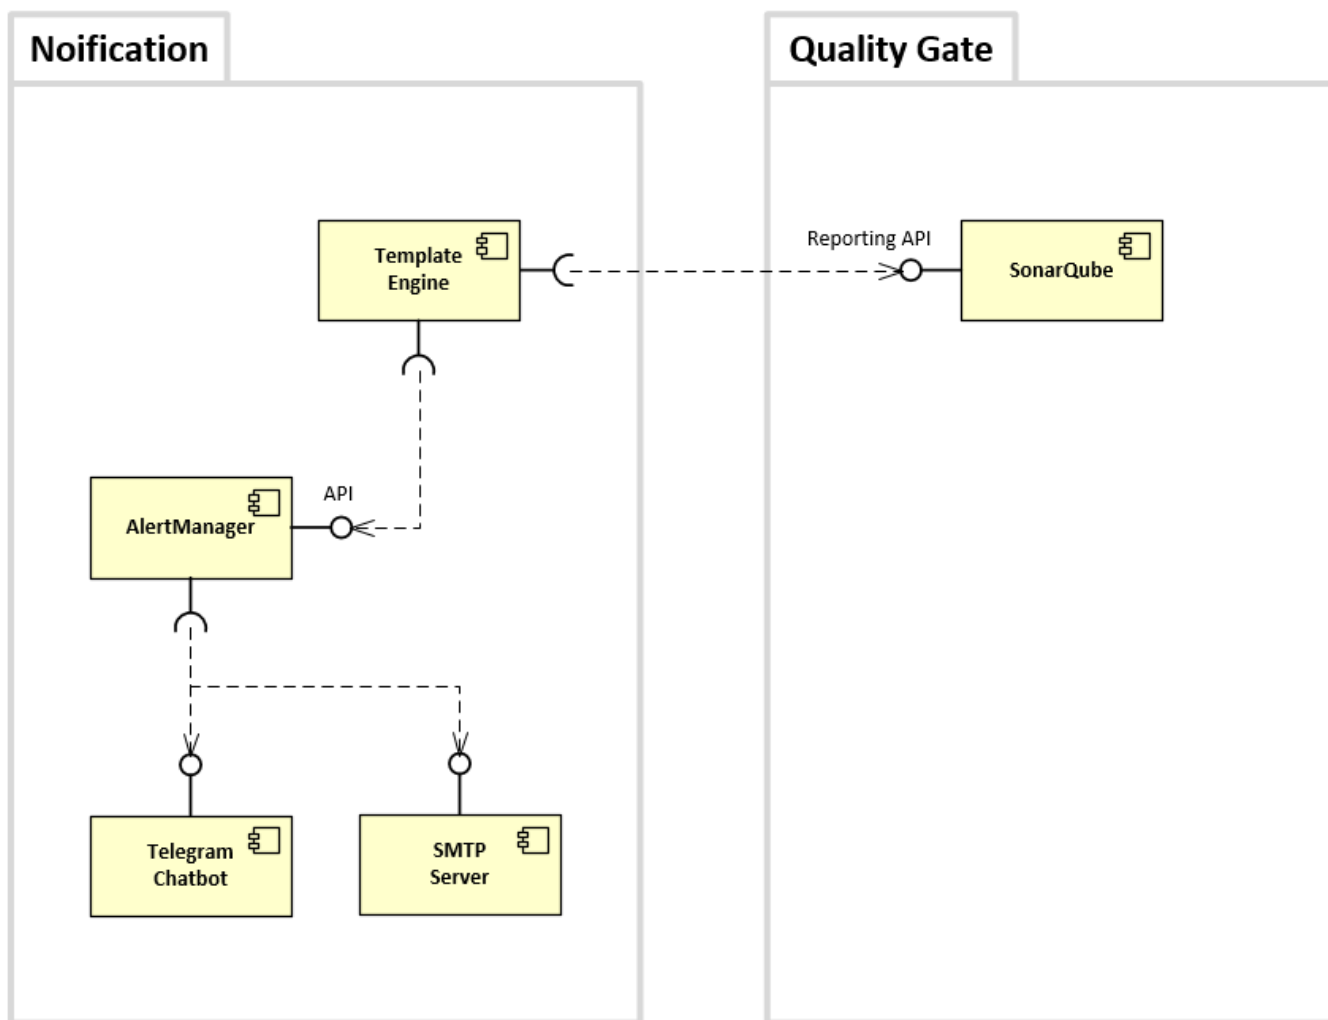 Noification
Quality Gate
Template
Engine
Reporting API
SonarQube
API
AlertManager
Telegram
Chatbot
SMTP
Server